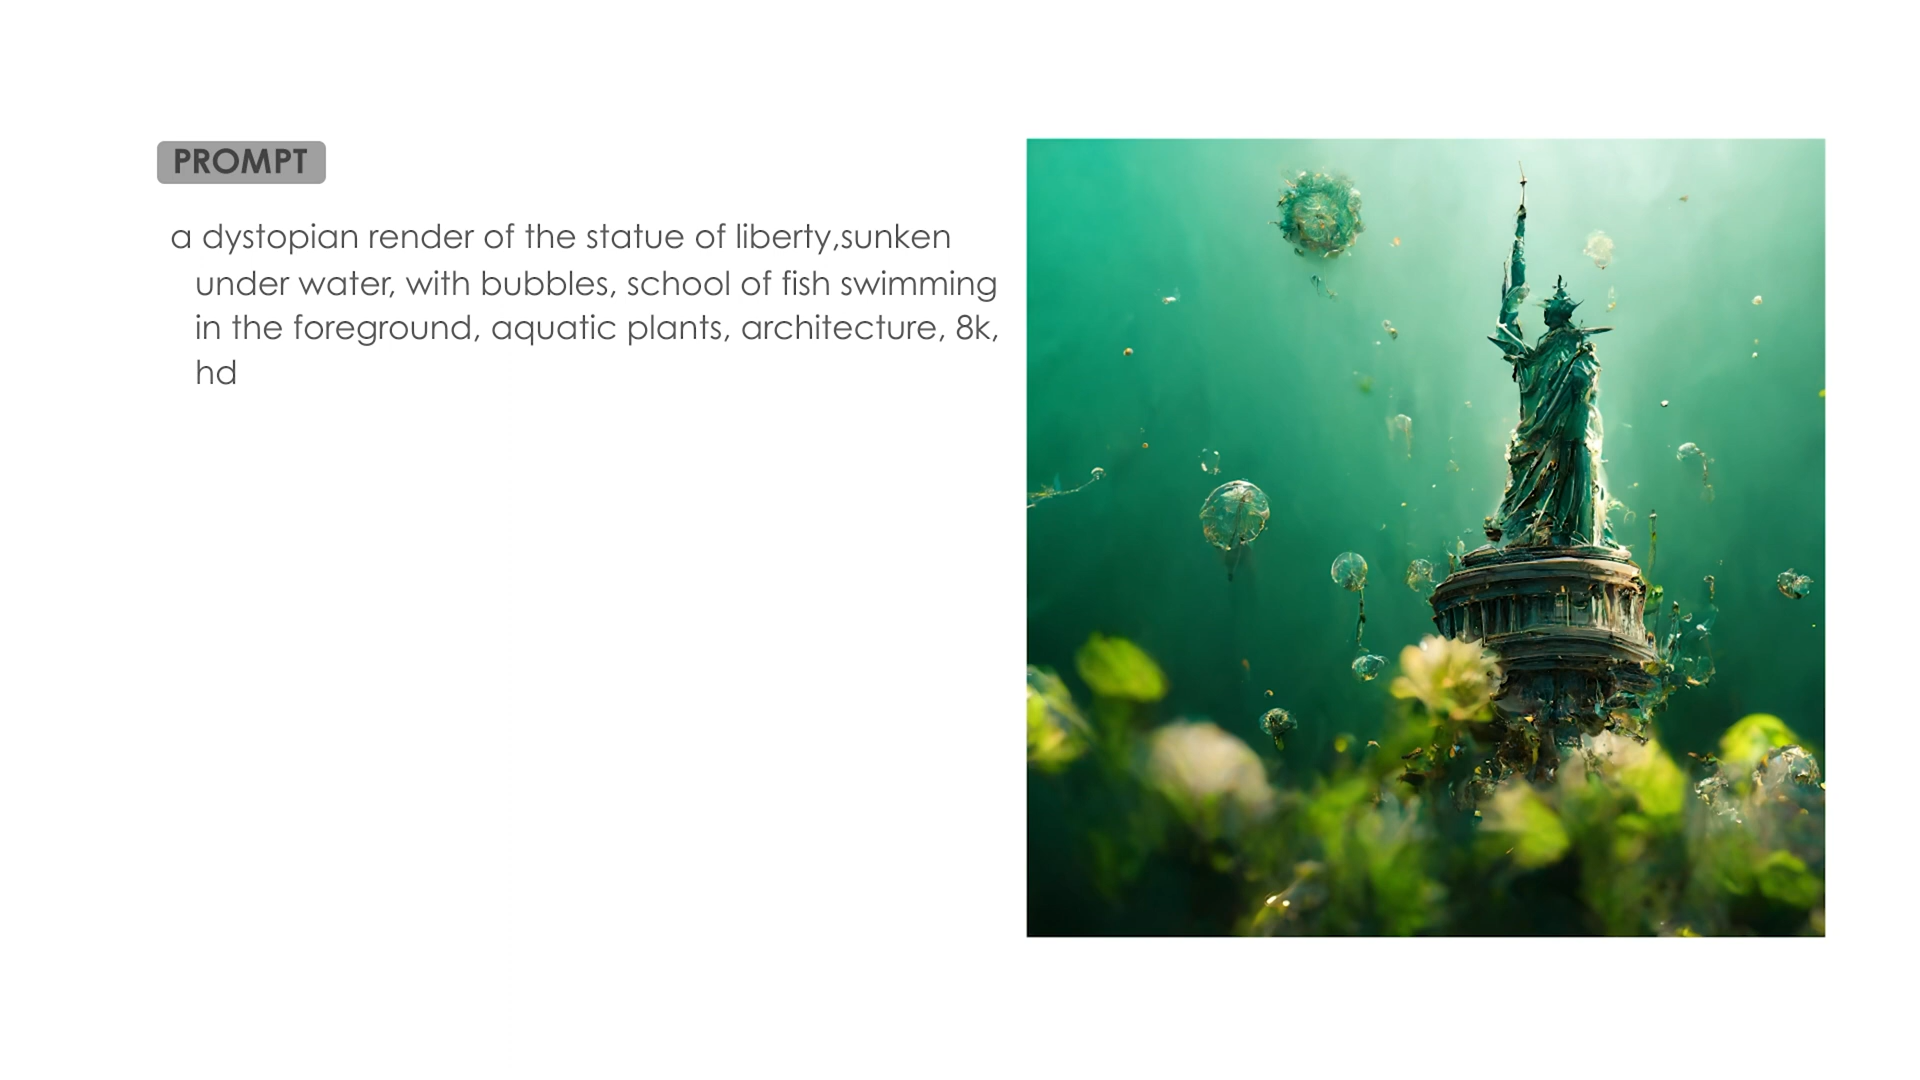 PROMPT
a dystopian render of the statue of liberty,sunken
under water, with bubbles, school of fish swimming
in the foreground, aquatic plants, architecture, 8k,
hd